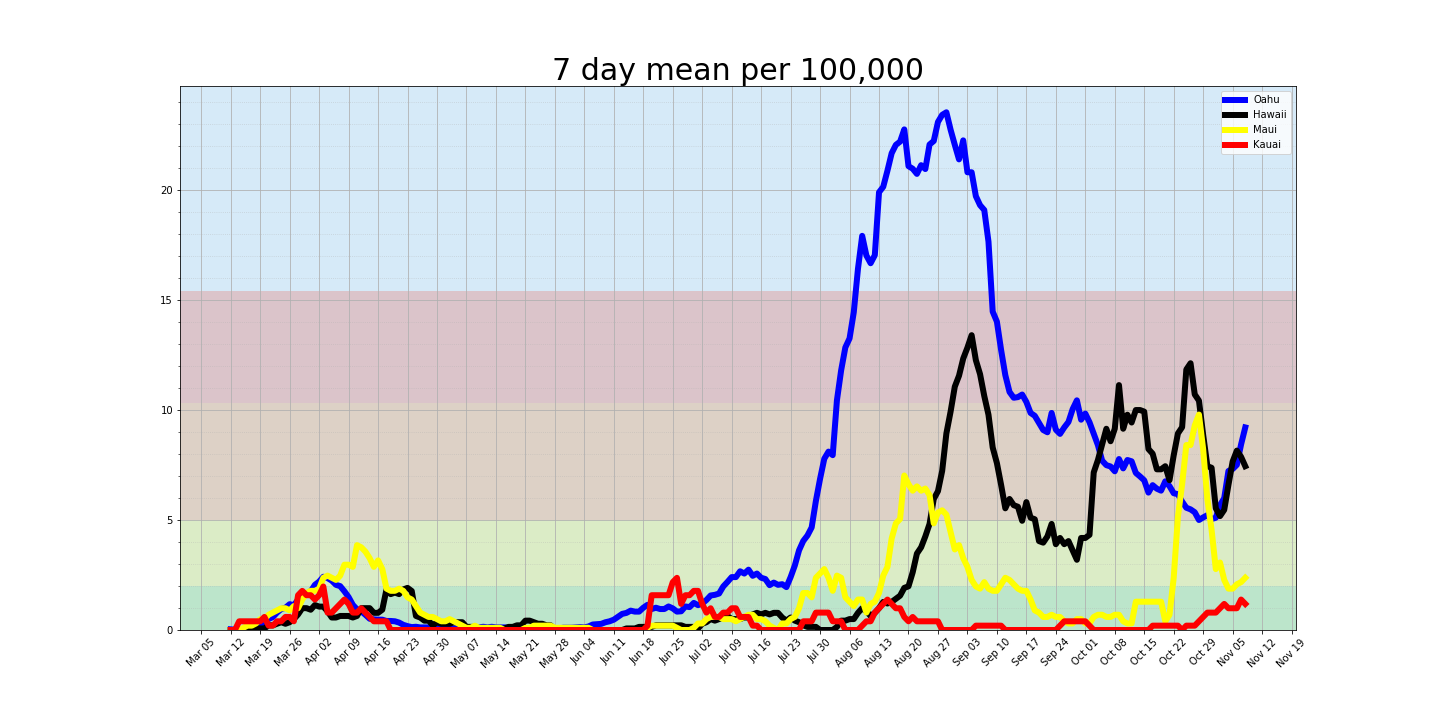 7 day mean per 100,000
Oahu
Hawaii
Maui
Kauai
20
15
10
5
0
Mar 05 Mar 12 Mar 19 Mar 26 Apr 02 Apr 09 Apr 16 Apr 23 Apr 30 May 07 May 14 May 21 May 28 Jun 04 Jun 11 Jun 18 Jun 25 Jul 02 Jul 09 Jul 16 Jul 23 Jul 30 Aug 06 Aug 13 Aug 20 Aug 27 Sep 03 Sep 10 Sep 17 Sep 24 Oct 01 Oct 08 Oct 15 Oct 22 Oct 29 Nov 05 Nov 12 Nov 19